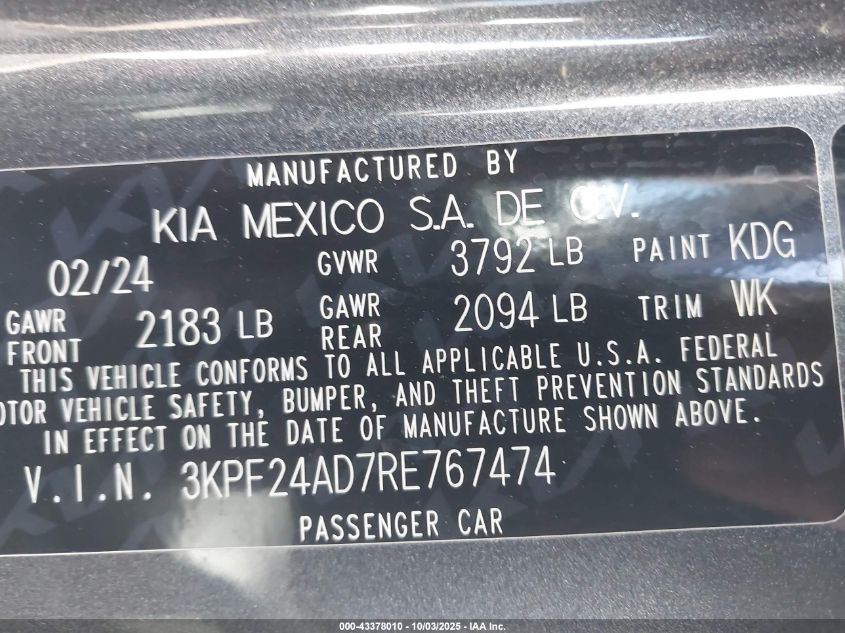 MANUFACTURED BY
KIA MEXICO S.A. DE C.V.
02/24 GVWR 3792 LB PAINT KDG
GAWR FRONT 2183 LB GAWR REAR 2094 LB TRIM WK
THIS VEHICLE CONFORMS TO ALL APPLICABLE U.S.A. FEDERAL
OTOR VEHICLE SAFETY, BUMPER, AND THEFT PREVENTION STANDARDS
IN EFFECT ON THE DATE OF MANUFACTURE SHOWN ABOVE.
V.I.N. 3KPF24AD7RE767474
PASSENGER CAR
000-43378010 - 10/03/2025 - IAA Inc.